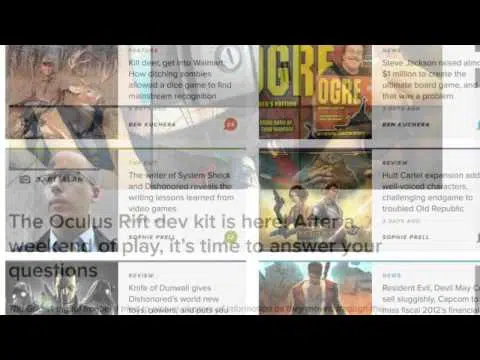 FEATURE
Kill deer, get into Walmart:
How ditching zombies
allowed a dice game to find
mainstream recognition
BEN KUCHERA
OGRE
OGRE
NEWS
Steve Jackson raised almost
$1 million to create the
ultimate board game, and
that was a problem
3 DAYS AGO
BEN KUCHERA
THE CUT
The writer of System Shock
and Dishonored reveals the
writing lessons learned from
video games
SOPHIE PRELL
REVIEW
Hutt Cartel expansion adds
well-voiced characters,
challenging endgame to
troubled Old Republic
3 DAYS AGO
SOPHIE PRELL
The Oculus Rift dev kit is here! After a
weekend of play, it's time to answer your
questions
REVIEW
Knife of Dunwall gives
Dishonored's world new
toys, powers, and puts you
NEWS
Resident Evil, Devil May Cry
sell sluggishly, Capcom to
miss fiscal 2012's financial